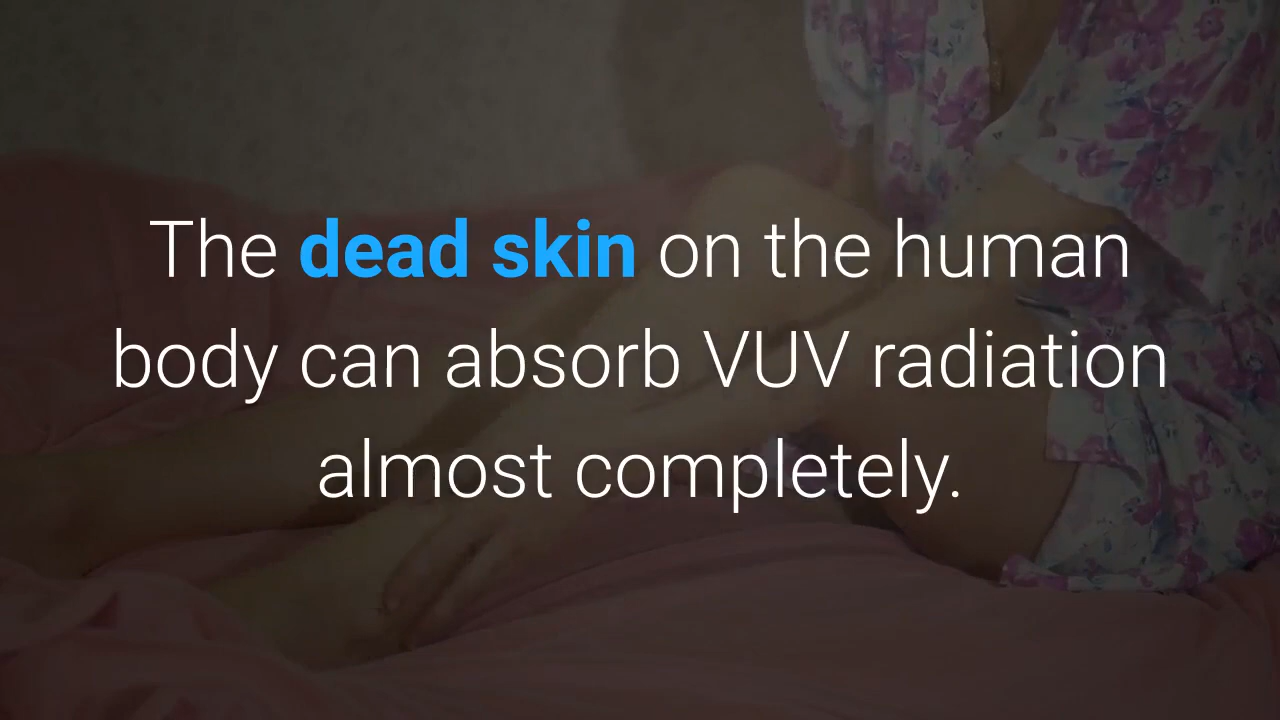 The dead skin on the human
body can absorb VUV radiation
almost completely.